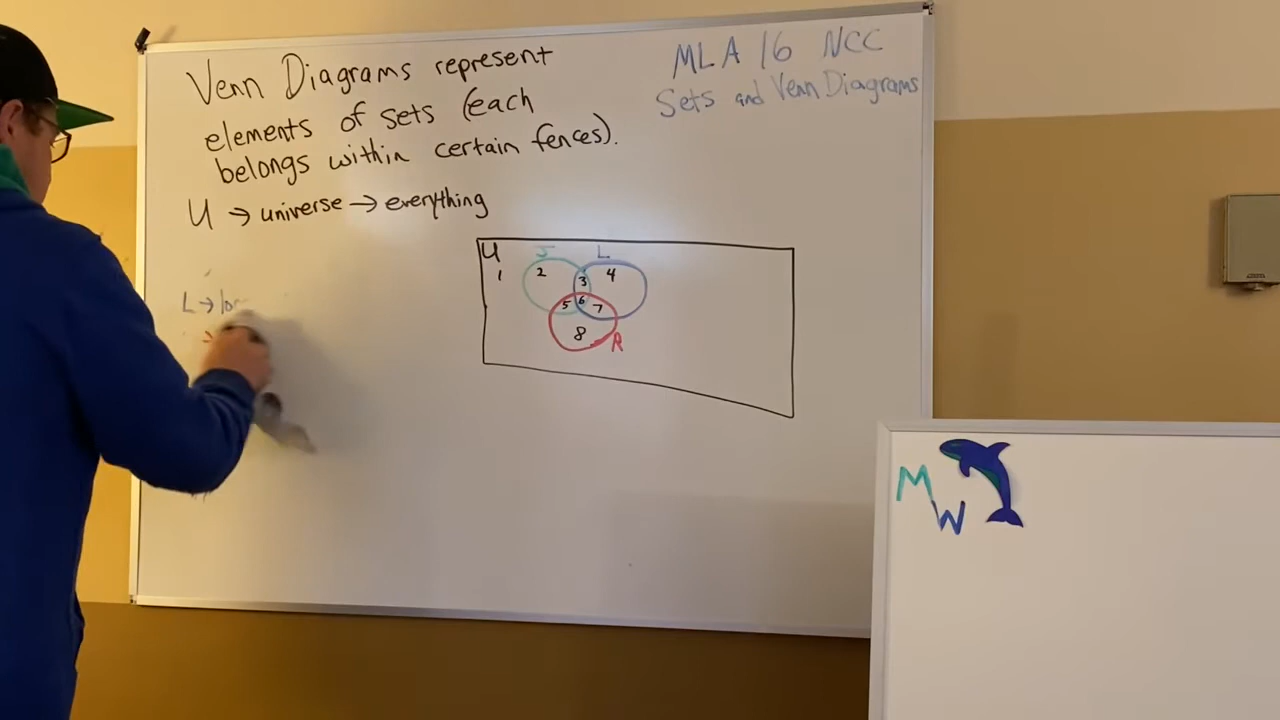 Venn Diagrams represent
elements of sets (each
belongs within certain fences).
U → universe → everything
MLA 16 NCC
Sets and Venn Diagrams
L →
U
J
L
1
2
3
4
5
6
7
8
R
M
W